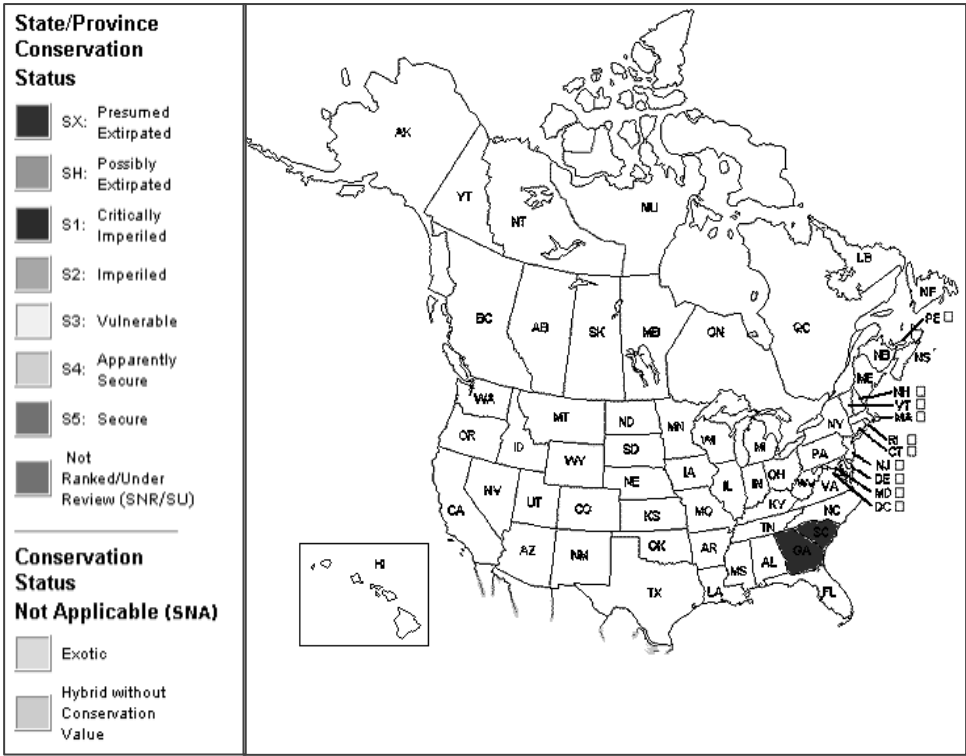 State/Province
Conservation
Status
SX: Presumed
Extirpated
SH: Possibly
Extirpated
S1: Critically
Imperiled
S2: Imperiled
S3: Vulnerable
S4: Apparently
Secure
S5: Secure
Not
Ranked/Under
Review (SNR/SU)
Conservation
Status
Not Applicable (SNA)
Exotic
Hybrid without
Conservation
Value
AK
YT
NT
NU
LB
NF
BC
AB
SK
MB
ON
QC
PE
NB
NS
ME
NH
VT
MA
WA
MT
ND
MN
WI
MI
NY
RI
CT
OR
ID
WY
SD
IA
PA
NJ
DE
MD
DC
NE
IL
IN
OH
WV
VA
CA
NV
UT
CO
KS
MO
KY
NC
TN
SC
AZ
NM
OK
AR
MS
AL
GA
HI
TX
LA
FL